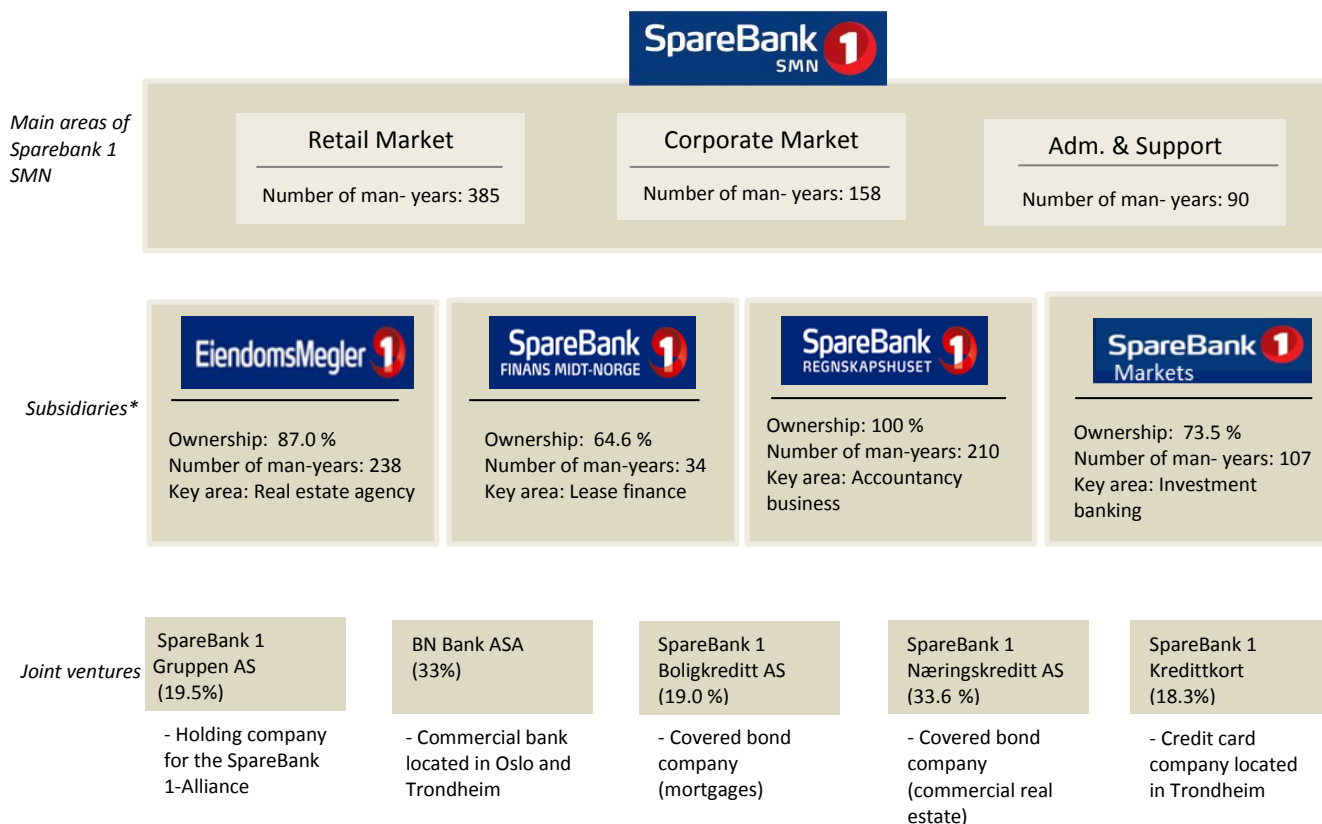 SpareBank 1
SMN
Main areas of
Sparebank 1
SMN
Retail Market
Number of man- years: 385
Corporate Market
Number of man- years: 158
Adm. & Support
Number of man- years: 90
Subsidiaries*
EiendomsMegler 1
Ownership:  87.0 %
Number of man-years: 238
Key area: Real estate agency
SpareBank 1
FINANS MIDT-NORGE
Ownership: 64.6 %
Number of man-years: 34
Key area: Lease finance
SpareBank 1
REGNSKAPSHUSET
Ownership: 100 %
Number of man-years: 210
Key area: Accountancy
business
SpareBank 1
Markets
Ownership: 73.5 %
Number of man- years: 107
Key area: Investment
banking
Joint ventures
SpareBank 1
Gruppen AS
(19.5%)
- Holding company
for the SpareBank
1-Alliance
BN Bank ASA
(33%)
- Commercial bank
located in Oslo and
Trondheim
SpareBank 1
Boligkreditt AS
(19.0 %)
- Covered bond
company
(mortgages)
SpareBank 1
Næringskreditt AS
(33.6 %)
- Covered bond
company
(commercial real
estate)
SpareBank 1
Kredittkort
(18.3%)
- Credit card
company located
in Trondheim